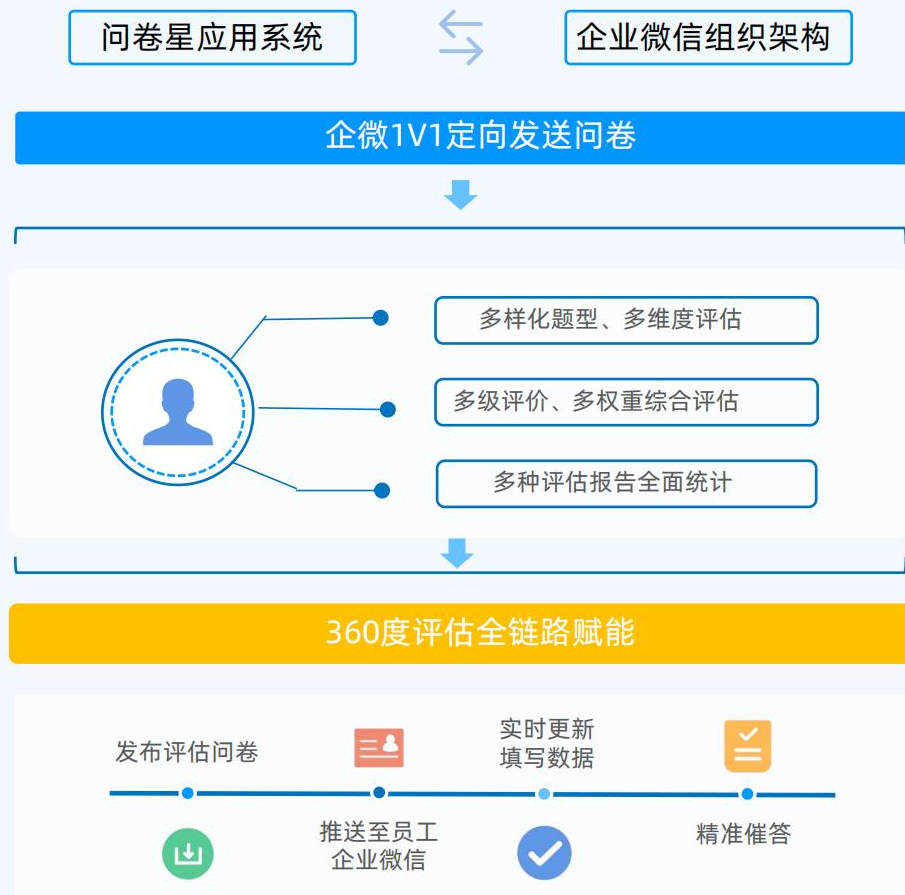 问卷星应用系统
企业微信组织架构
企微1V1定向发送问卷
多样化题型、多维度评估
多级评价、多权重综合评估
多种评估报告全面统计
360度评估全链路赋能
发布评估问卷
推送至员工
企业微信
实时更新
填写数据
精准催答